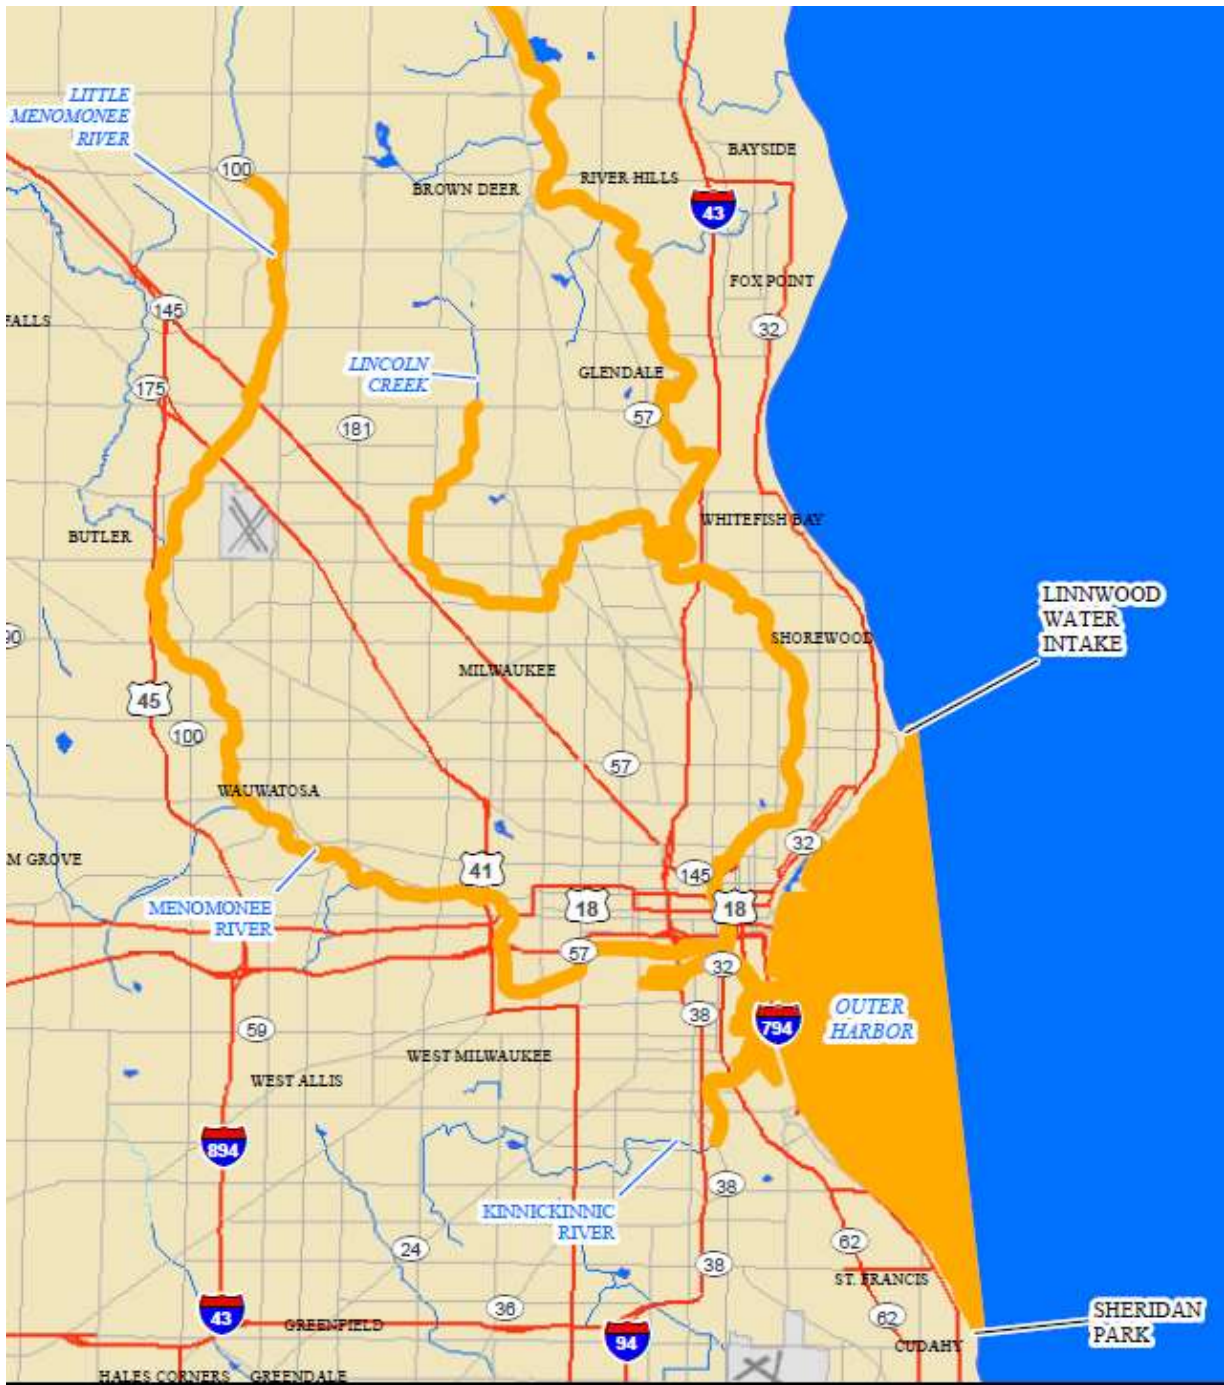 LITTLE
MENOMONEE
RIVER
BAYSIDE
100
BROWN DEER
RIVER HILLS
43
FOX POINT
145
FALLS
32
LINCOLN
CREEK
GLENDALE
175
57
181
WHITEFISH BAY
BUTLER
LINNWOOD
WATER
INTAKE
90
SHOREWOOD
MILWAUKEE
45
100
57
WAUWATOSA
32
M GROVE
41
145
MENOMONEE
RIVER
18
18
57
32
OUTER
HARBOR
38
794
59
WEST MILWAUKEE
WEST ALLIS
894
38
KINNICKINNIC
RIVER
24
62
38
ST. FRANCIS
43
36
62
SHERIDAN
PARK
GREENFIELD
94
CUDAHY
HALES CORNERS
GREENDALE